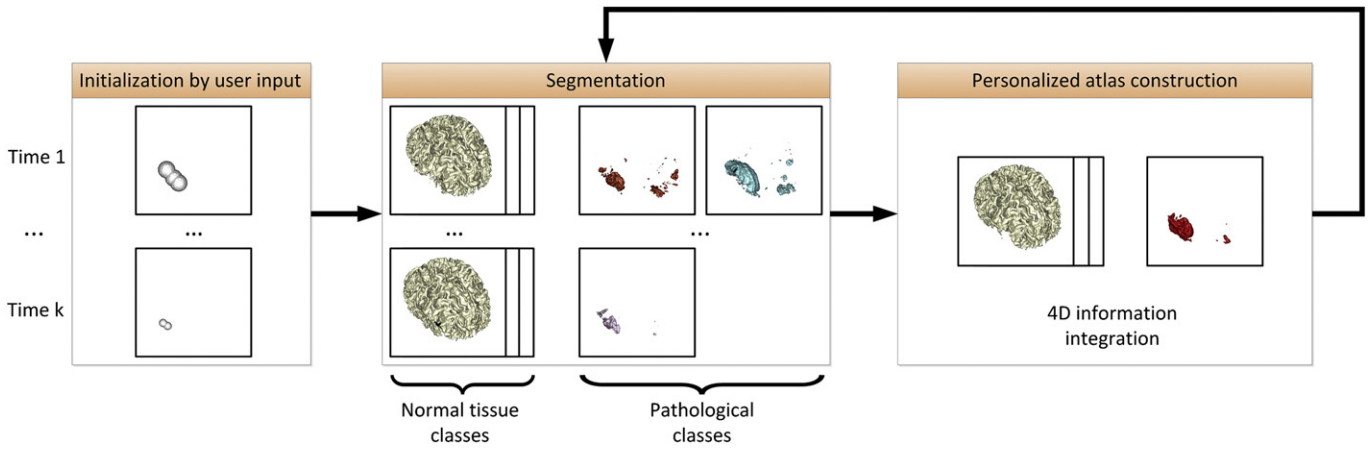 Initialization by user input
Segmentation
Personalized atlas construction
Time 1
...
...
...
...
Time k
4D information
integration
Normal tissue
classes
Pathological
classes